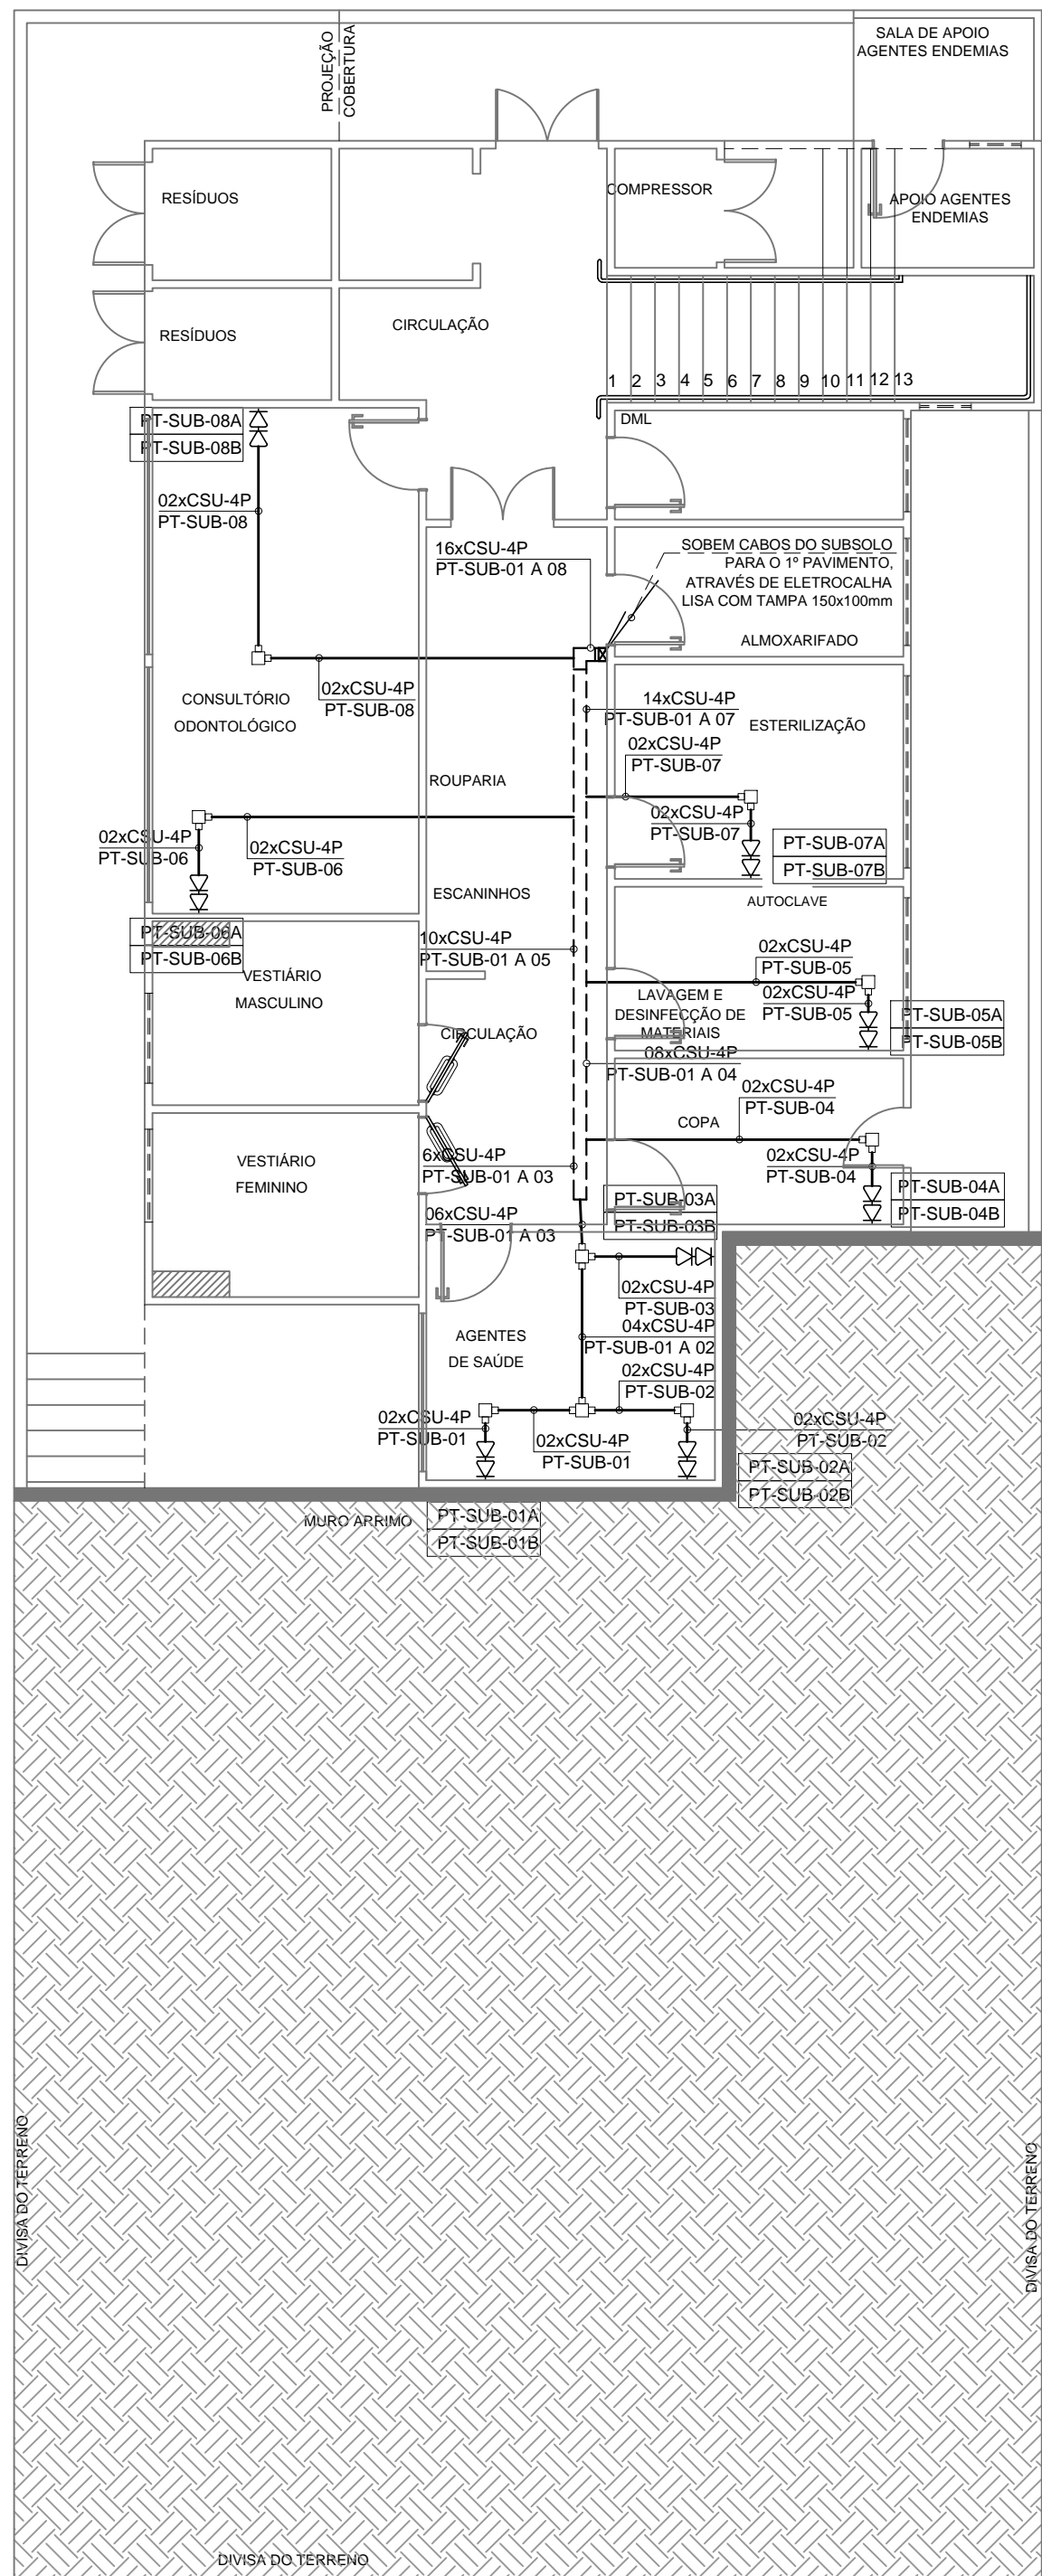 SALA DE APOIO
AGENTES ENDEMIAS
PROJEÇÃO
COBERTURA
RESÍDUOS
COMPRESSOR
APOIO AGENTES
ENDEMIAS
RESÍDUOS
CIRCULAÇÃO
1 2 3 4 5 6 7 8 9 10 11 12 13
PT-SUB-08A
PT-SUB-08B
DML
02xCSU-4P
PT-SUB-08
16xCSU-4P
PT-SUB-01 A 08
SOBEM CABOS DO SUBSOLO
PARA O 1º PAVIMENTO,
ATRAVÉS DE ELETROCALHA
LISA COM TAMPA 150x100mm
ALMOXARIFADO
CONSULTÓRIO
ODONTOLÓGICO
02xCSU-4P
PT-SUB-08
14xCSU-4P
PT-SUB-01 A 07
ESTERILIZAÇÃO
02xCSU-4P
PT-SUB-07
ROUPARIA
02xCSU-4P
PT-SUB-07
PT-SUB-07A
PT-SUB-07B
02xCSU-4P
PT-SUB-06
02xCSU-4P
PT-SUB-06
ESCANINHOS
AUTOCLAVE
PT-SUB-06A
PT-SUB-06B
10xCSU-4P
PT-SUB-01 A 05
02xCSU-4P
PT-SUB-05
VESTIÁRIO
MASCULINO
LAVAGEM E
DESINFECÇÃO DE
MATERIAIS
02xCSU-4P
PT-SUB-05
PT-SUB-05A
PT-SUB-05B
CIRCULAÇÃO
08xCSU-4P
PT-SUB-01 A 04
02xCSU-4P
PT-SUB-04
COPA
VESTIÁRIO
FEMININO
6xCSU-4P
PT-SUB-01 A 03
02xCSU-4P
PT-SUB-04
PT-SUB-04A
PT-SUB-04B
PT-SUB-03A
PT-SUB-03B
06xCSU-4P
PT-SUB-01 A 03
02xCSU-4P
PT-SUB-03
AGENTES
DE SAÚDE
04xCSU-4P
PT-SUB-01 A 02
02xCSU-4P
PT-SUB-02
02xCSU-4P
PT-SUB-01
02xCSU-4P
PT-SUB-01
02xCSU-4P
PT-SUB-02
PT-SUB-02A
PT-SUB-02B
MURO ARRIMO
PT-SUB-01A
PT-SUB-01B
DIVISA DO TERRENO
DIVISA DO TERRENO
DIVISA DO TERRENO